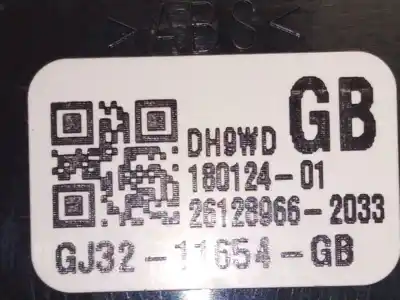 >ABS<
GB
DH9WD
180124-01
26128966-2033
GJ32-11654-GB